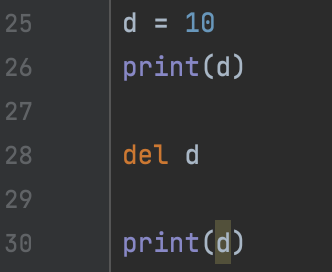 25 d = 10
26 print(d)
27
28 del d
29
30 print(d)